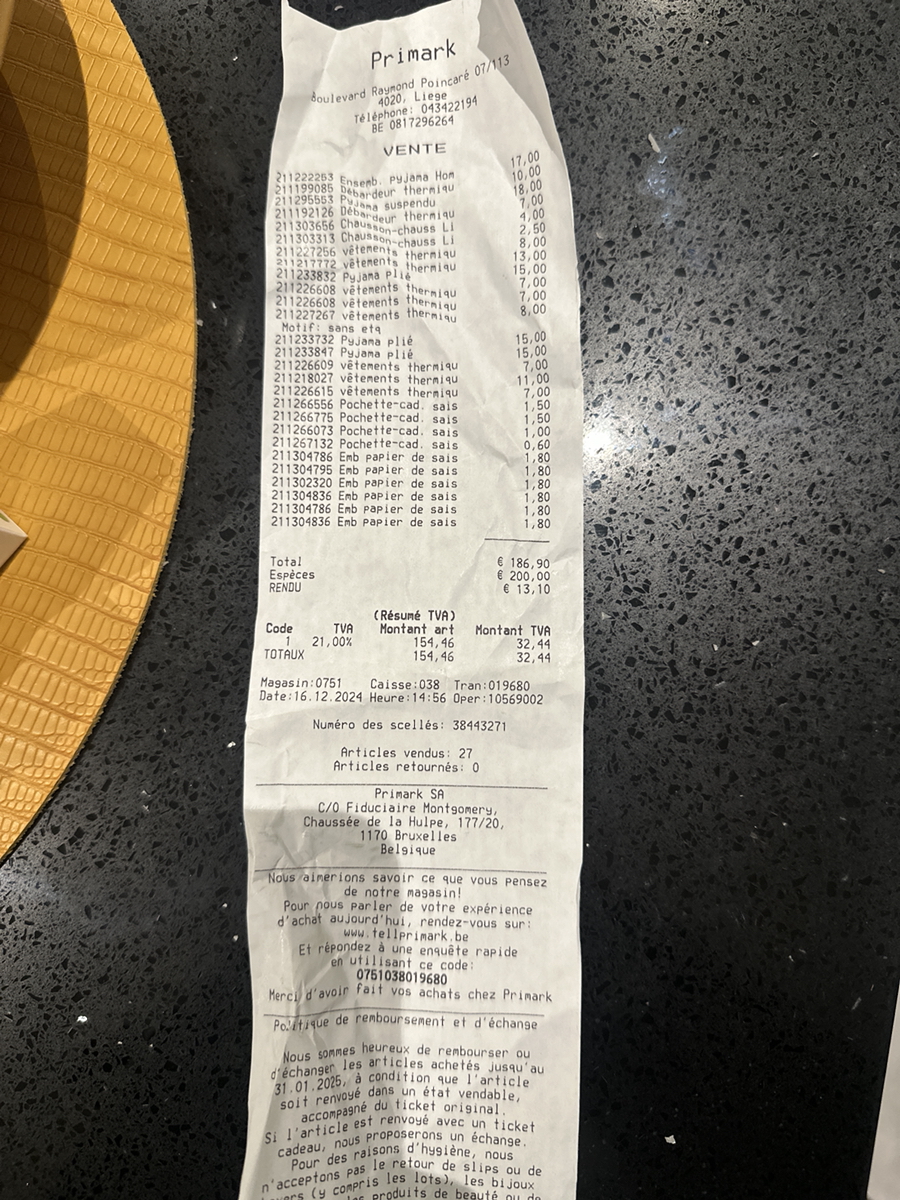 Primark
Boulevard Raymond Poincaré 07/113
4020, Liege
Téléphone: 043422194
BE 0817296264
VENTE
211222253 Ensemb. pyjama Hom 17,00
211199085 Débardeur thermiqu 10,00
211295553 Pyjama suspendu 18,00
211192126 Débardeur thermiqu 7,00
211303656 Chausson-chauss Li 4,00
211303313 Chausson-chauss Li 2,50
211227256 vêtements thermiqu 8,00
211217772 vêtements thermiqu 13,00
211233832 Pyjama plié 15,00
211226608 vêtements thermiqu 7,00
211226608 vêtements thermiqu 7,00
211227267 vêtements thermiqu 8,00
Motif: sans etq
211233732 Pyjama plié 15,00
211233847 Pyjama plié 15,00
211226609 vêtements thermiqu 7,00
211218027 vêtements thermiqu 11,00
211226615 vêtements thermiqu 7,00
211266556 Pochette-cad. sais 1,50
211266775 Pochette-cad. sais 1,50
211266073 Pochette-cad. sais 1,00
211267132 Pochette-cad. sais 0,60
211304786 Emb papier de sais 1,80
211304795 Emb papier de sais 1,80
211302320 Emb papier de sais 1,80
211304836 Emb papier de sais 1,80
211304786 Emb papier de sais 1,80
211304836 Emb papier de sais 1,80
Total € 186,90
Espèces € 200,00
RENDU € 13,10
(Résumé TVA)
Code TVA Montant art Montant TVA
1 21,00% 154,46 32,44
TOTAUX 154,46 32,44
Magasin:0751 Caisse:038 Tran:019680
Date:16.12.2024 Heure:14:56 Oper:10569002
Numéro des scellés: 38443271
Articles vendus: 27
Articles retournés: 0
Primark SA
C/O Fiduciaire Montgomery,
Chaussée de la Hulpe, 177/20,
1170 Bruxelles
Belgique
Nous aimerions savoir ce que vous pensez
de notre magasin!
Pour nous parler de votre expérience
d'achat aujourd'hui, rendez-vous sur:
www.tellprimark.be
Et répondez à une enquête rapide
en utilisant ce code:
0751038019680
Merci d'avoir fait vos achats chez Primark
Politique de remboursement et d'échange
Nous sommes heureux de rembourser ou
d'échanger les articles achetés jusqu'au
31.01.2025, à condition que l'article
soit renvoyé dans un état vendable,
accompagné du ticket original.
Si l'article est renvoyé avec un ticket
cadeau, nous proposerons un échange.
Pour des raisons d'hygiène, nous
n'acceptons pas le retour de slips ou de
(y compris les lots), les bijoux
produits de beauté ou de